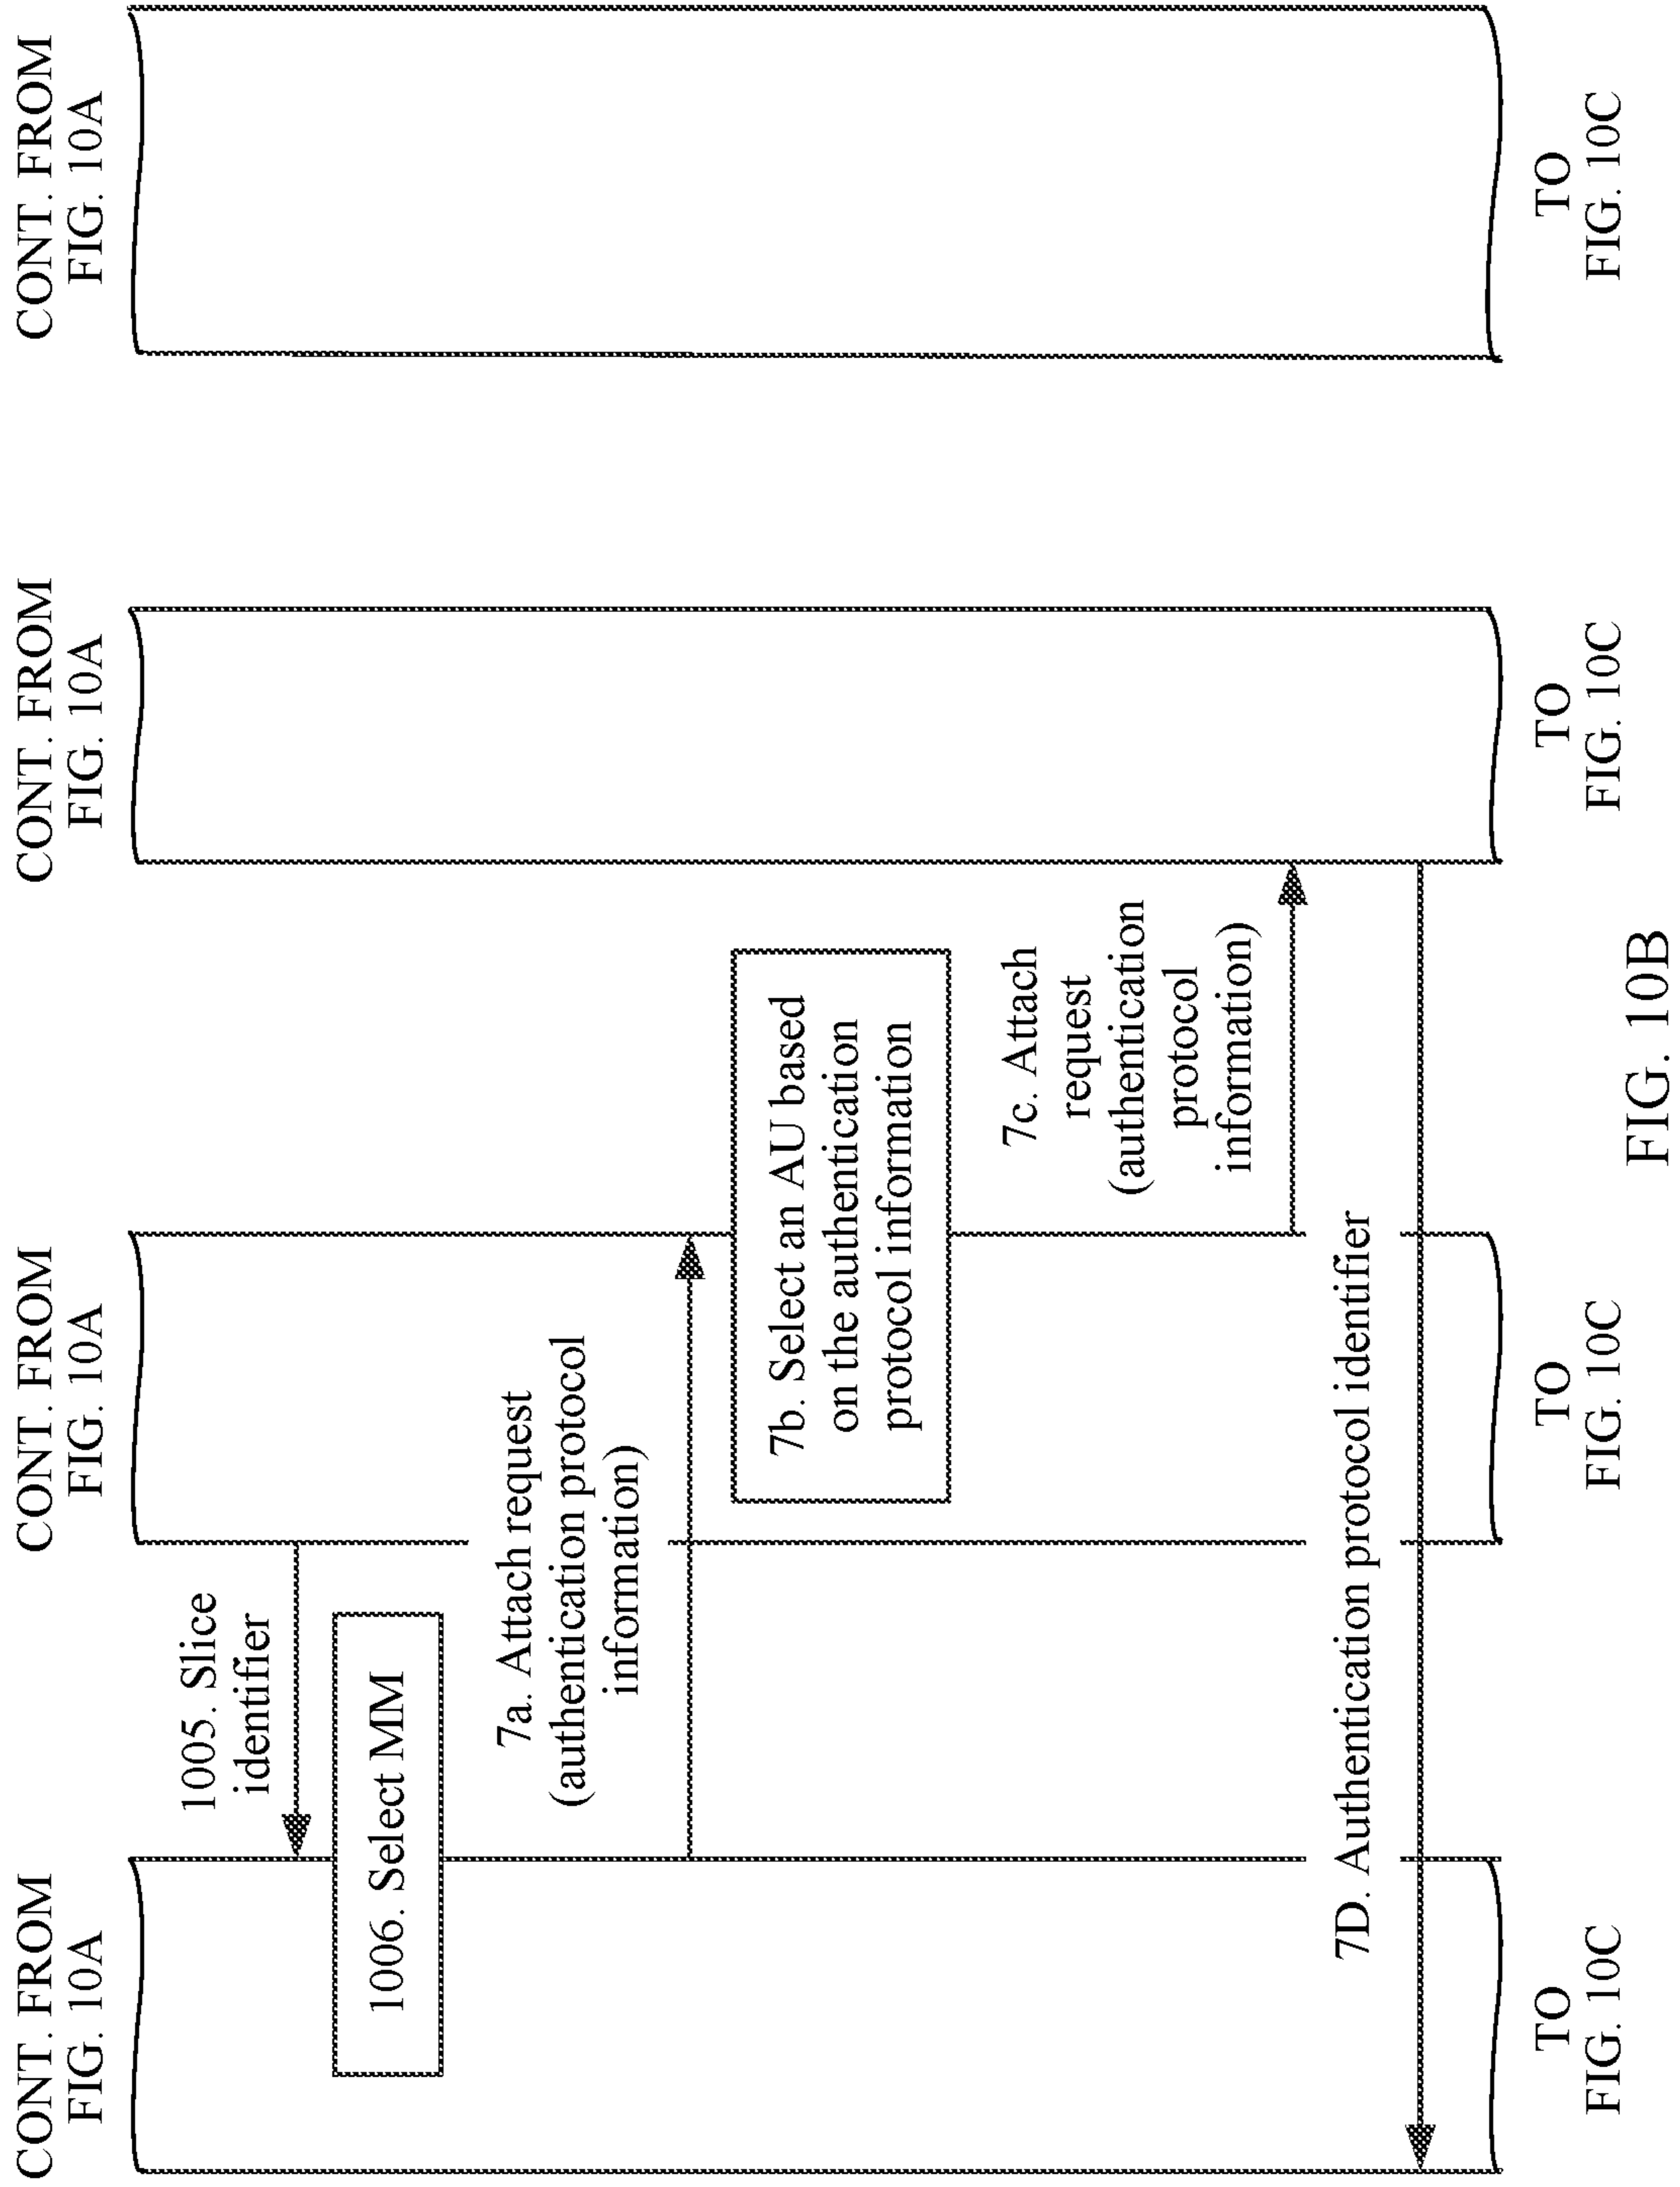 CONT. FROM
FIG. 10A
CONT. FROM
FIG. 10A
CONT. FROM
FIG. 10A
CONT. FROM
FIG. 10A
1005. Slice
identifier
1006. Select MM
7a. Attach request
(authentication protocol
information)
7b. Select an AU based
on the authentication
protocol information
7c. Attach
request
(authentication
protocol
information)
7D. Authentication protocol identifier
TO
FIG. 10C
TO
FIG. 10C
TO
FIG. 10C
TO
FIG. 10C
FIG. 10B